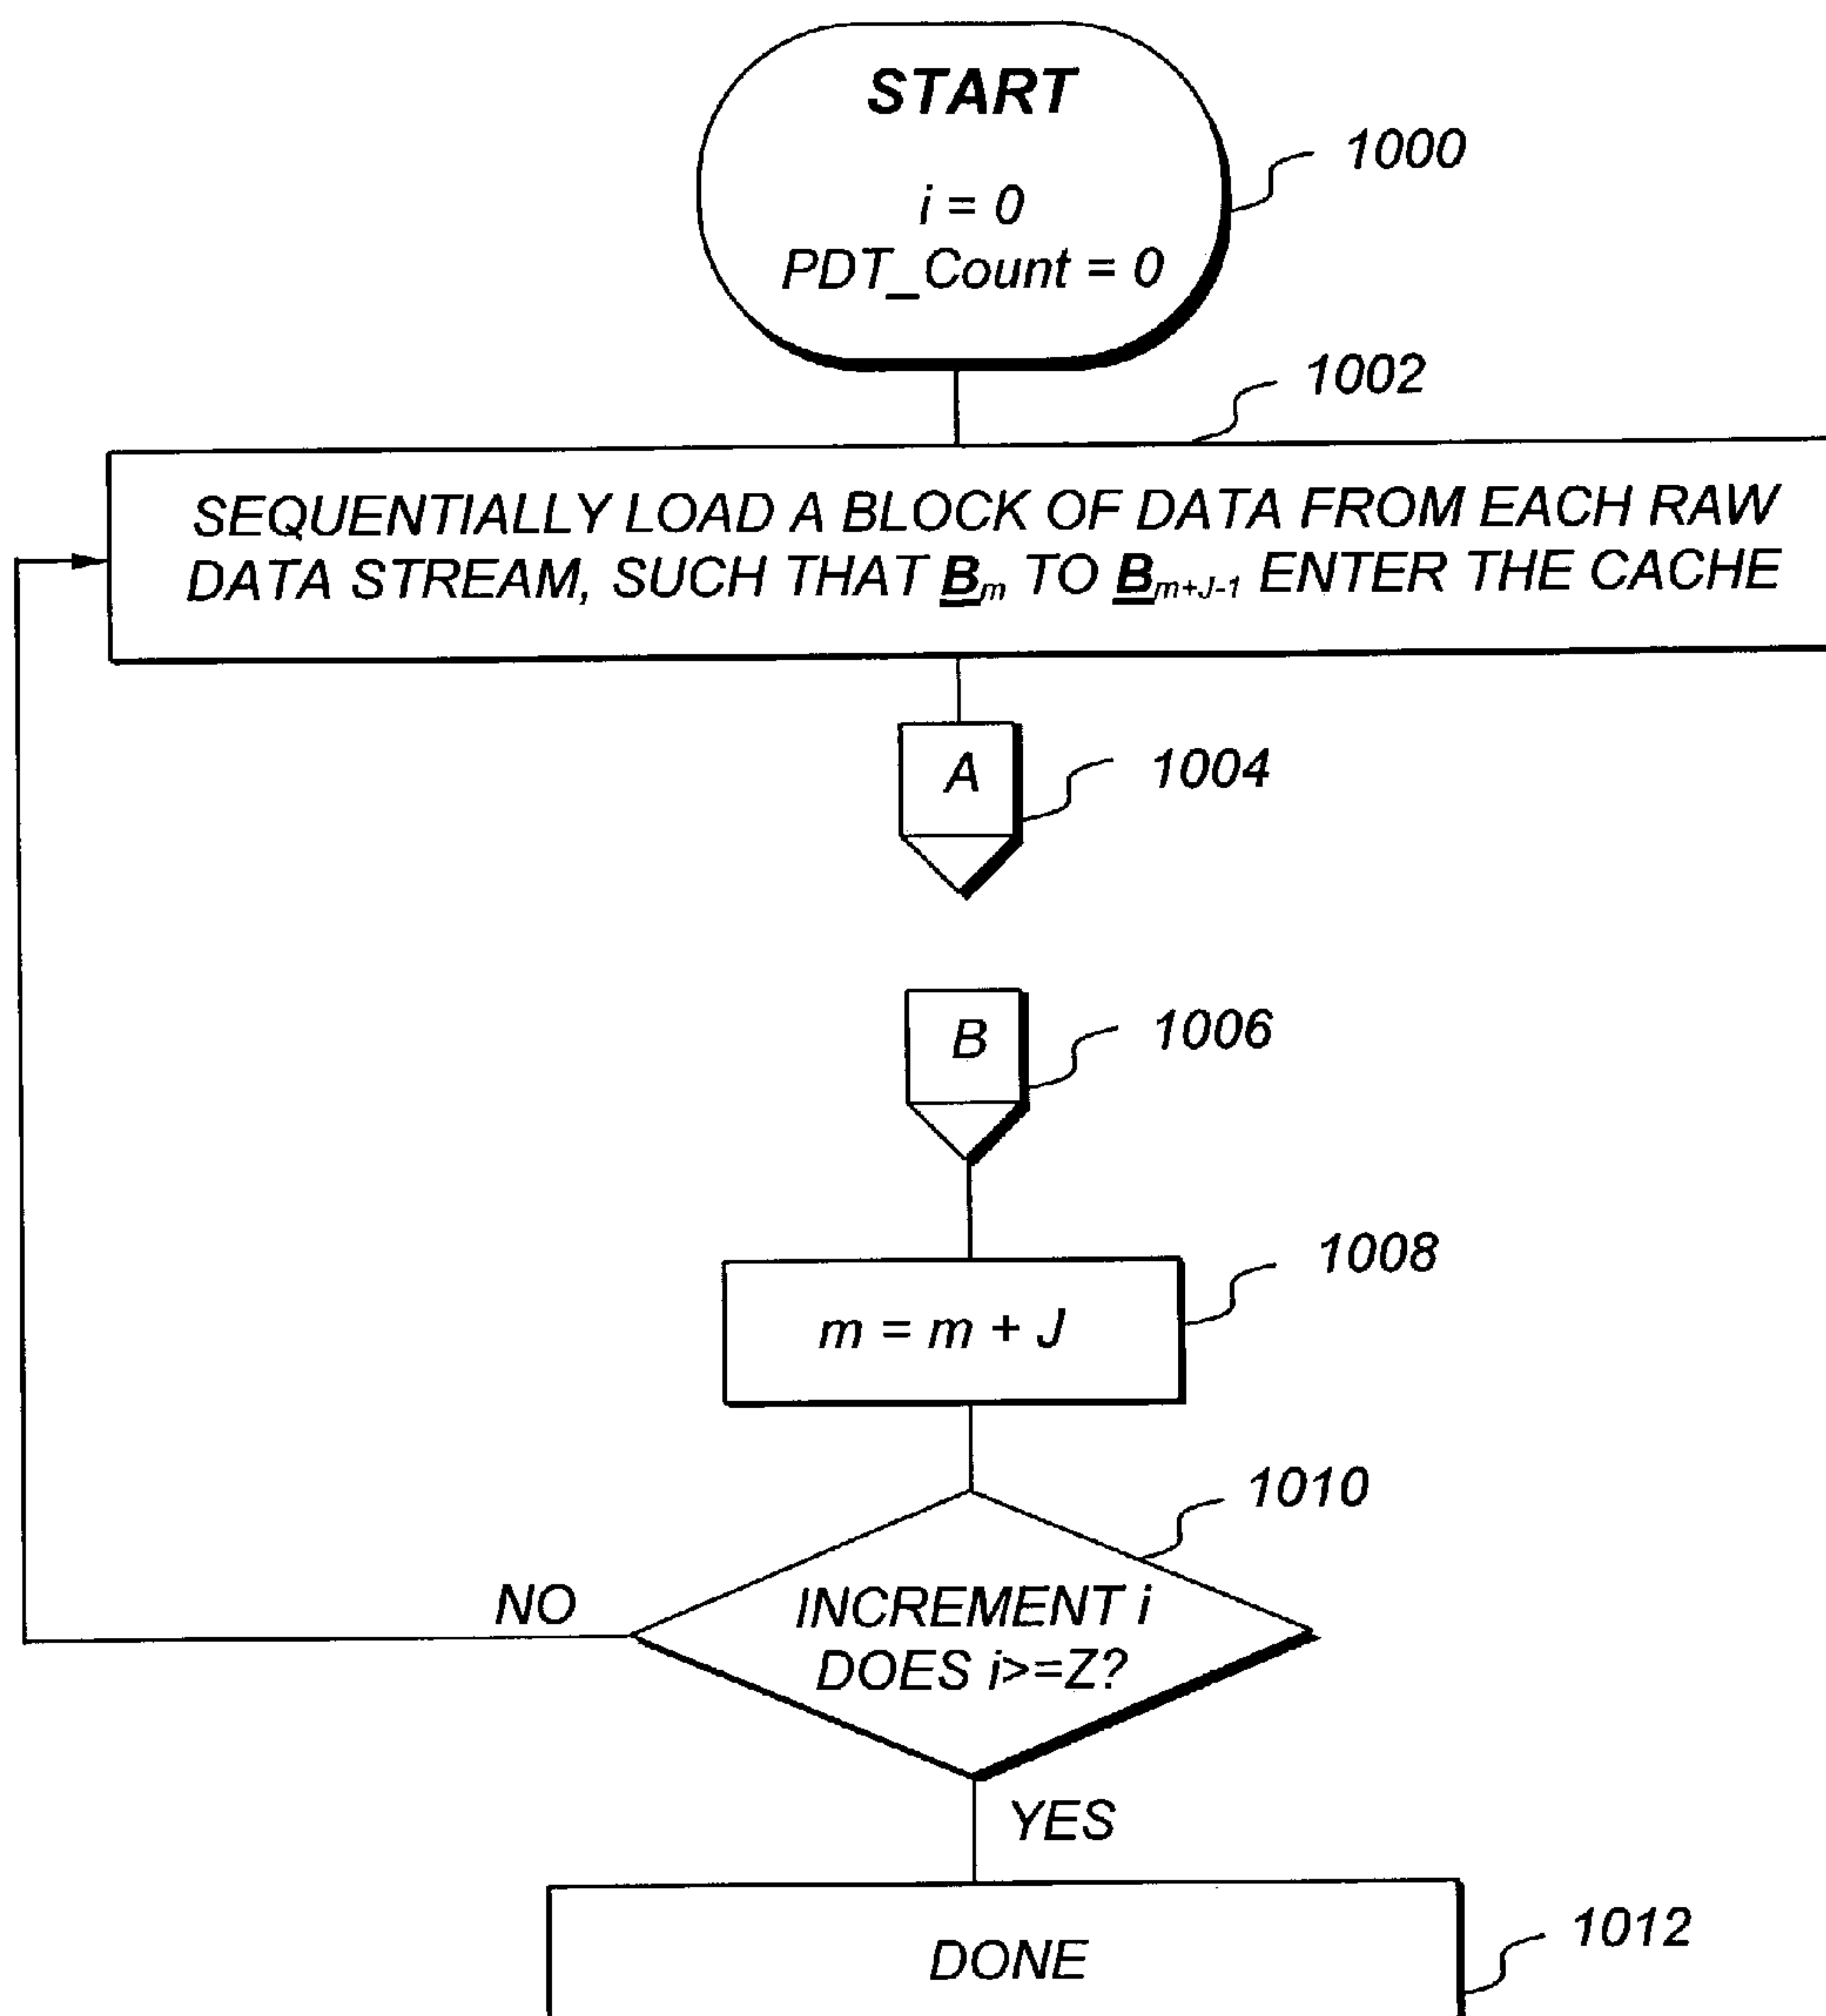 START
i = 0
PDT_Count = 0
1000
1002
SEQUENTIALLY LOAD A BLOCK OF DATA FROM EACH RAW
DATA STREAM, SUCH THAT Bm TO Bm+J-1 ENTER THE CACHE
A
1004
B
1006
m = m + J
1008
1010
INCREMENT i
DOES i>=Z?
NO
YES
DONE
1012